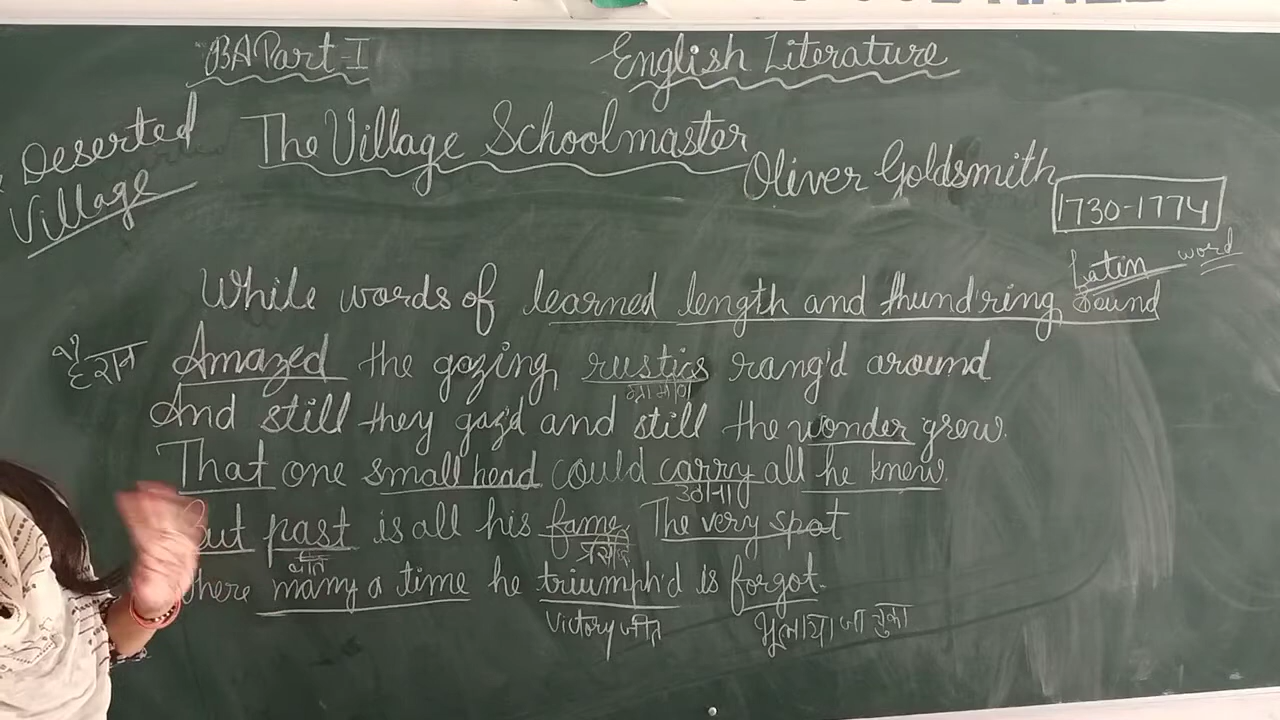 BA Part-I English Literature
Deserted Village
The Village Schoolmaster
Oliver Goldsmith
1730-1774
Latin word
While words of learned length and thund'ring Sound
हैरान Amazed the gazing rustics rang'd around
ग्रामीण
And still they gaz'd and still the wonder grew.
That one small head could carry all he knew.
उठाना
But past is all his fame. The very spot
बीत प्रसिद्धि
where many a time he triumph'd is forgot.
Victory जीत भुलाया जा चुका